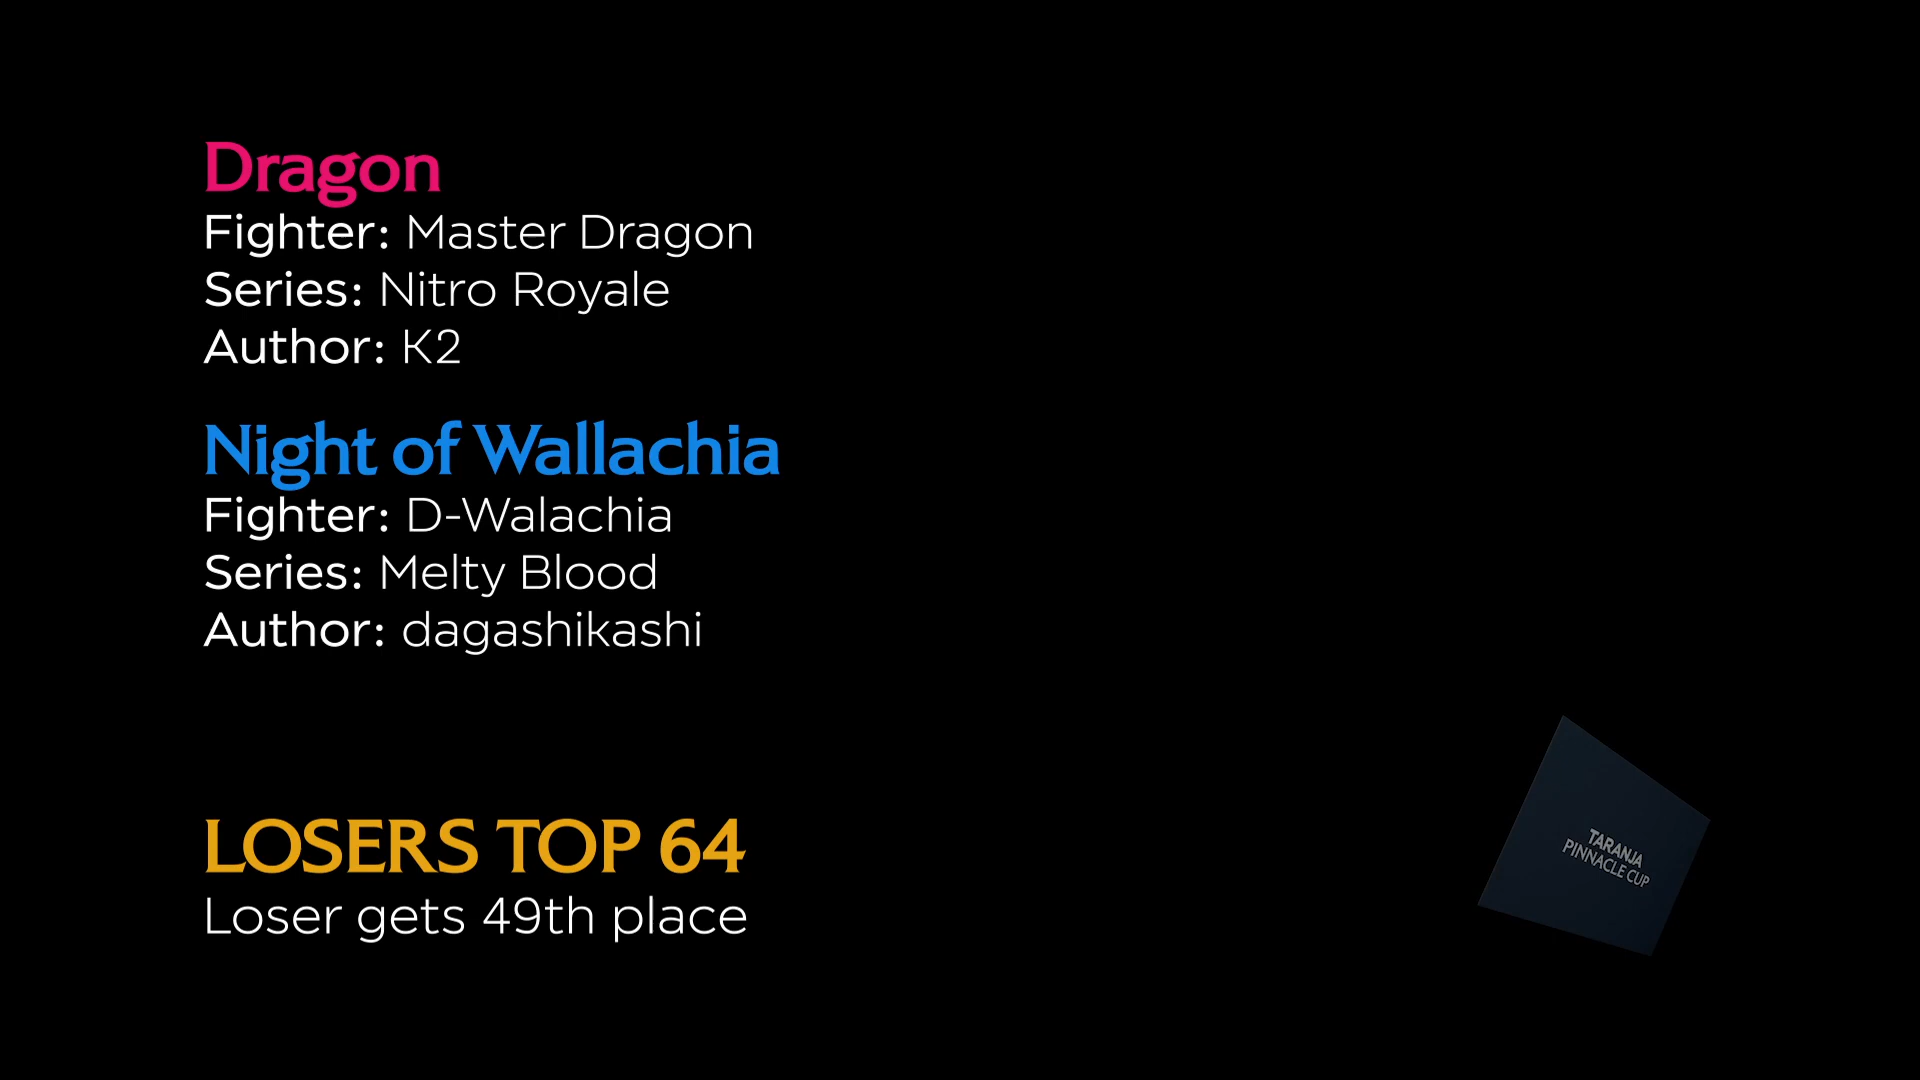 Dragon
Fighter: Master Dragon
Series: Nitro Royale
Author: K2
Night of Wallachia
Fighter: D-Walachia
Series: Melty Blood
Author: dagashikashi
LOSERS TOP 64
Loser gets 49th place
TARANJA
PINNACLE CUP